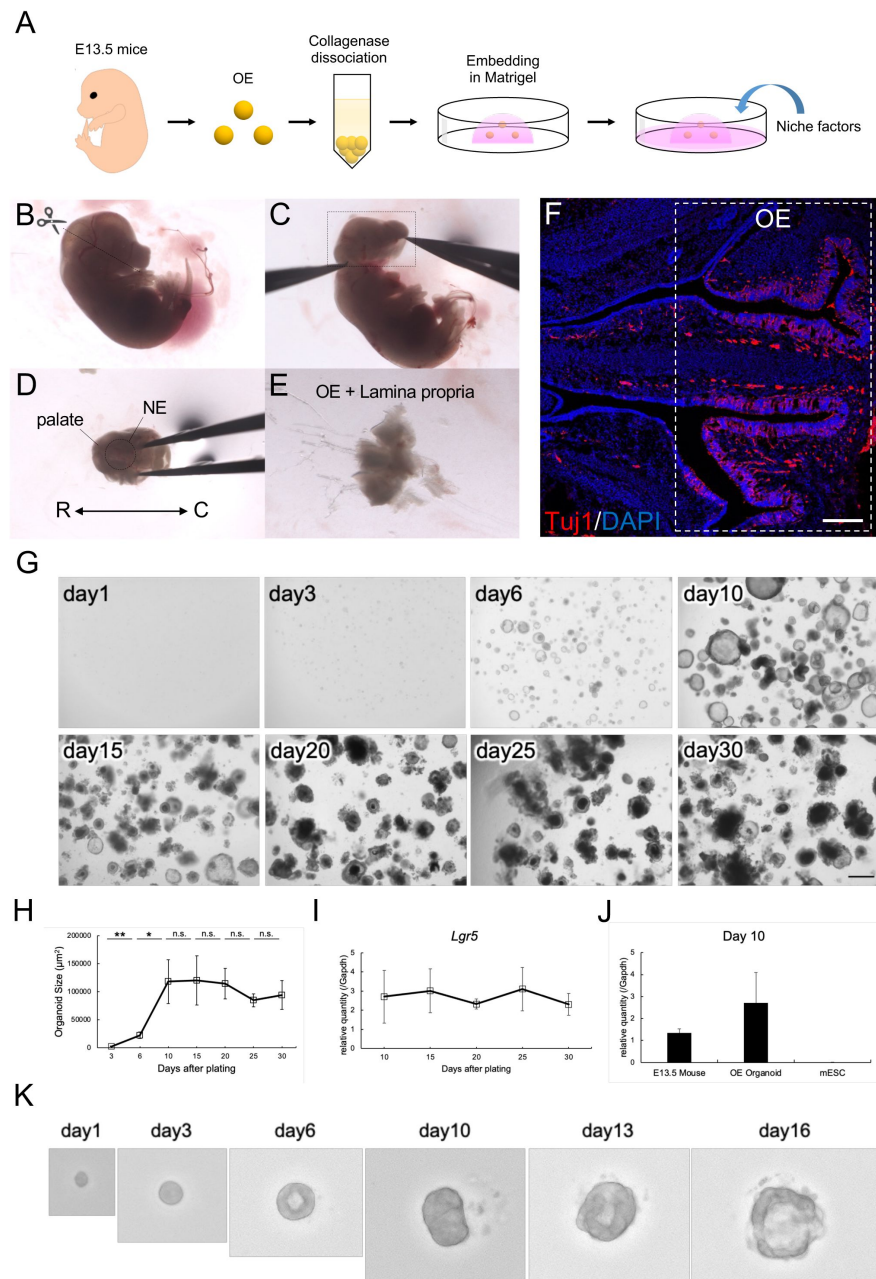 A
E13.5 mice
OE
Collagenase
dissociation
Embedding
in Matrigel
Niche factors
B
C
D
NE
palate
R
C
E
OE + Lamina propria
F
OE
Tuj1/DAPI
G
day1
day3
day6
day10
day15
day20
day25
day30
H
** * n.s. n.s. n.s. n.s.
Organoid Size (μm²)
200000
150000
100000
50000
0
3 6 10 15 20 25 30
Days after plating
I
Lgr5
relative quantity (/Gapdh)
5
4
3
2
1
0
10 15 20 25 30
Days after plating
J
Day 10
relative quantity (/Gapdh)
5
4
3
2
1
0
E13.5 Mouse OE Organoid mESC
K
day1 day3 day6 day10 day13 day16